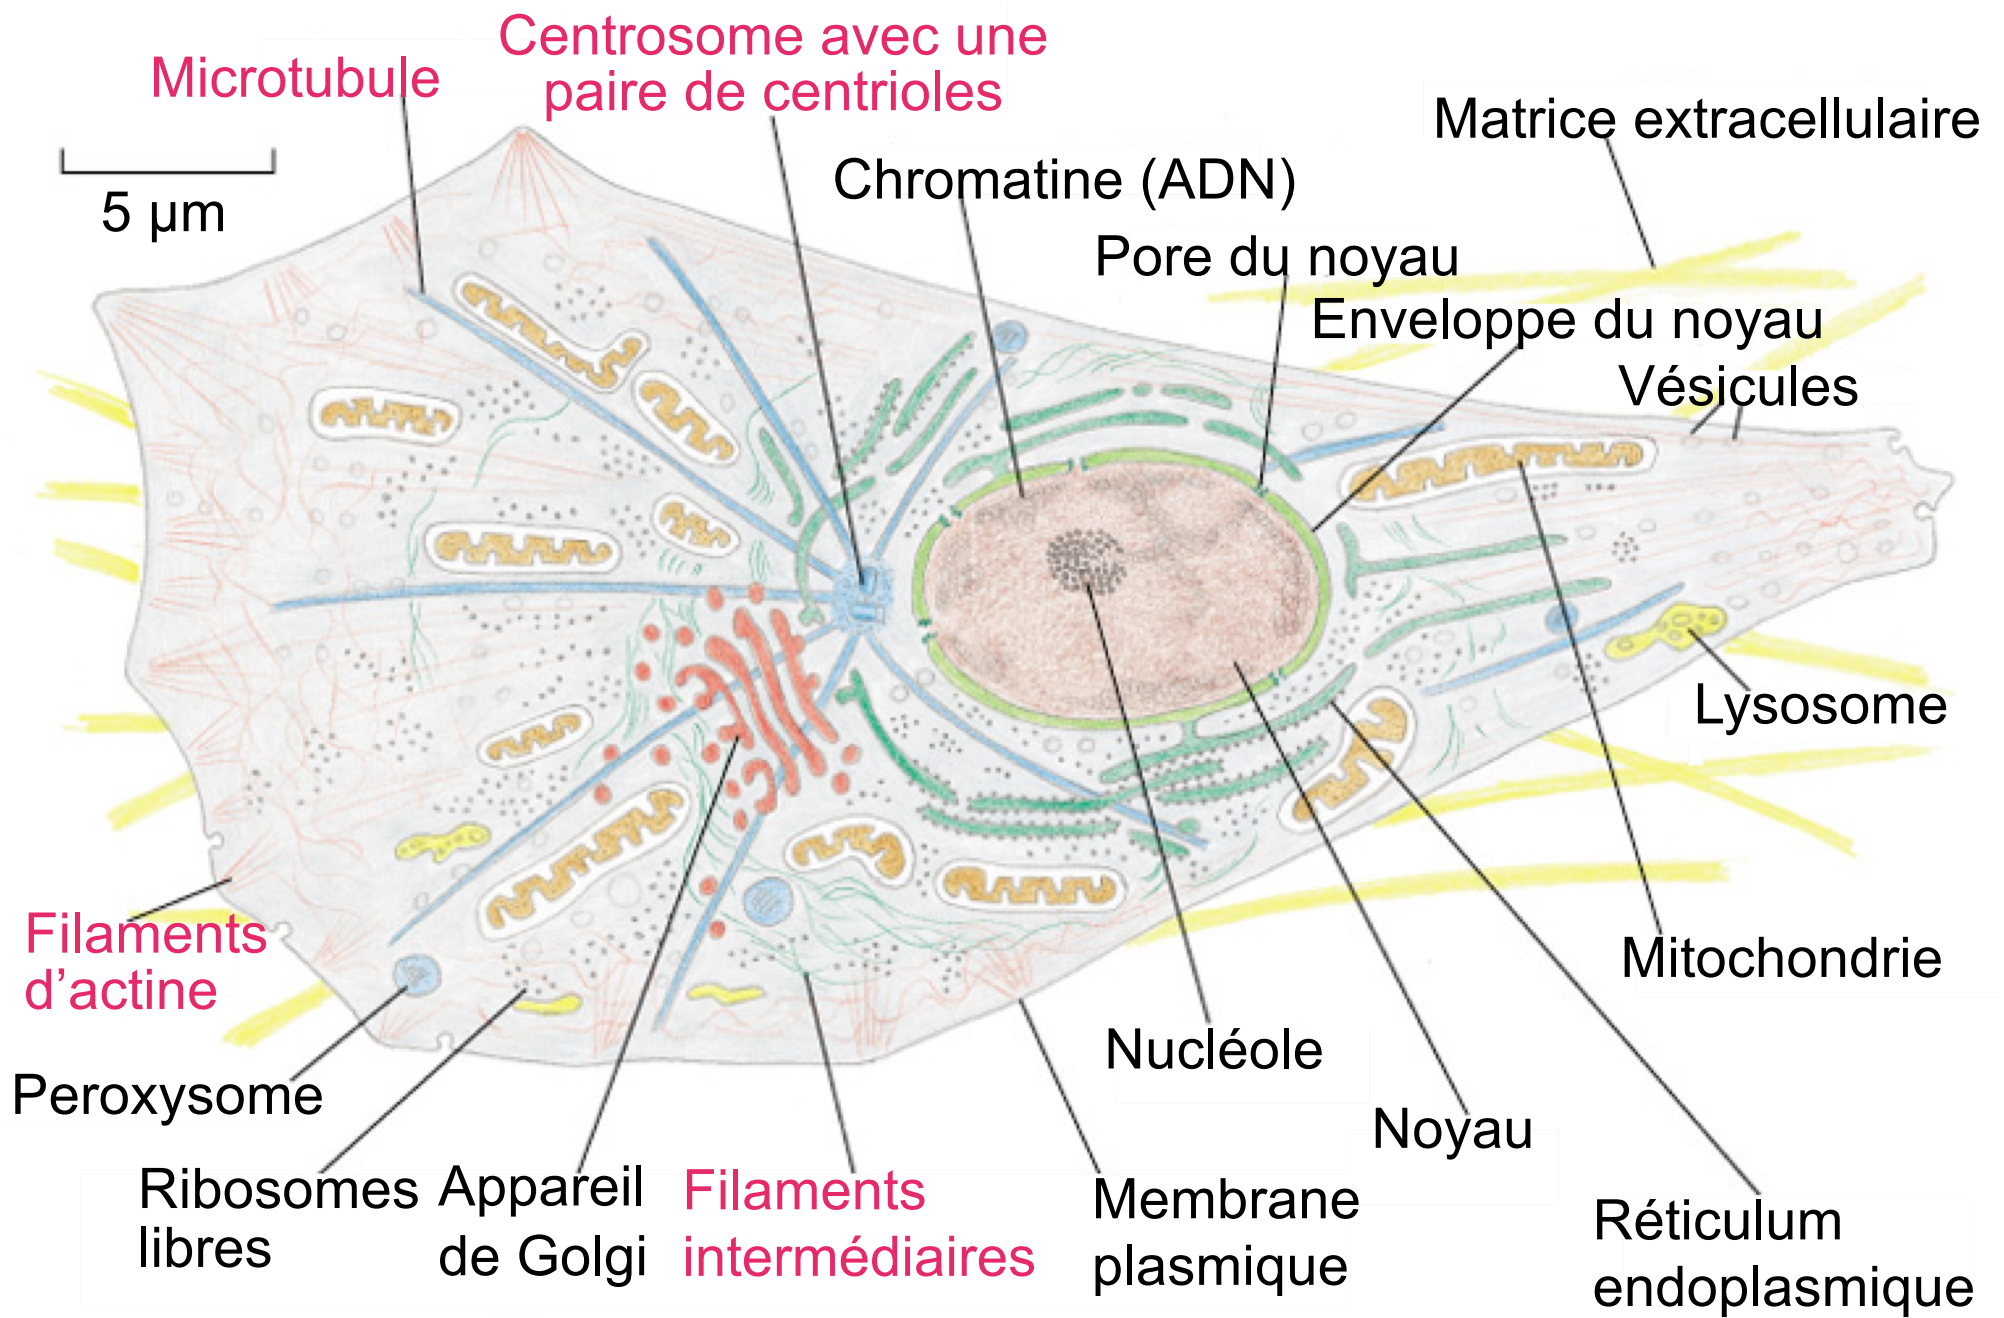 Centrosome avec une
paire de centrioles
Microtubule
Matrice extracellulaire
5 µm
Chromatine (ADN)
Pore du noyau
Enveloppe du noyau
Vésicules
Lysosome
Filaments
d’actine
Mitochondrie
Nucléole
Peroxysome
Noyau
Ribosomes
libres
Appareil
de Golgi
Filaments
intermédiaires
Membrane
plasmique
Réticulum
endoplasmique